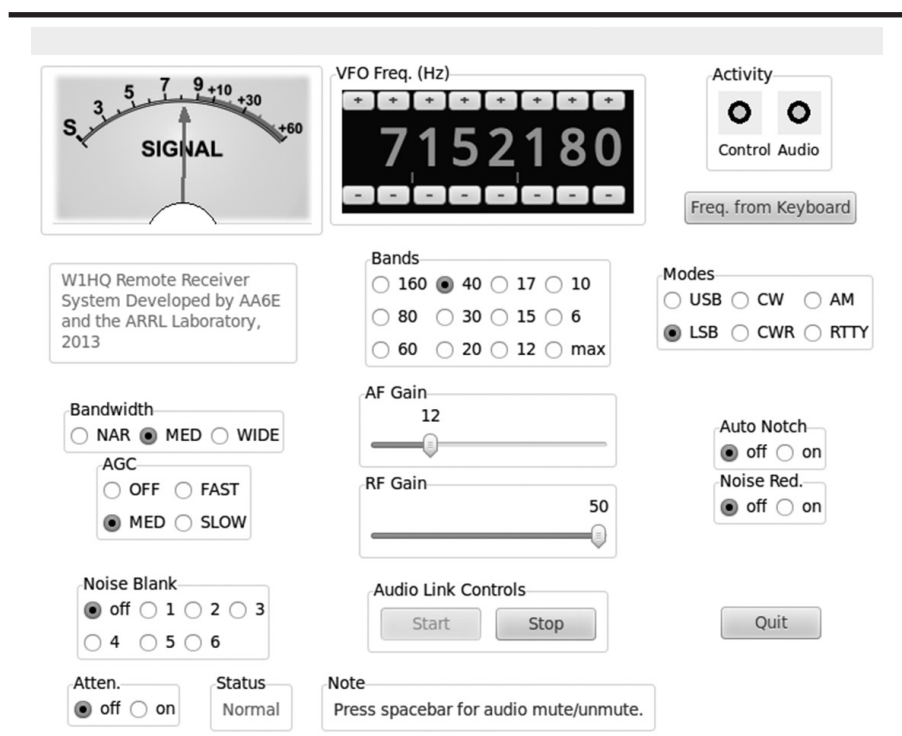 VFO Freq. (Hz)
S 3 5 7 9 +10 +30 +60
SIGNAL
+ + + + + + + +
7152180
- - - - - - - -
Activity
Control Audio
Freq. from Keyboard
W1HQ Remote Receiver
System Developed by AA6E
and the ARRL Laboratory,
2013
Bands
160 40 17 10
80 30 15 6
60 20 12 max
Modes
USB CW AM
LSB CWR RTTY
Bandwidth
NAR MED WIDE
AGC
OFF FAST
MED SLOW
AF Gain
12
RF Gain
50
Auto Notch
off on
Noise Red.
off on
Noise Blank
off 1 2 3
4 5 6
Audio Link Controls
Start Stop
Quit
Atten.
off on
Status
Normal
Note
Press spacebar for audio mute/unmute.